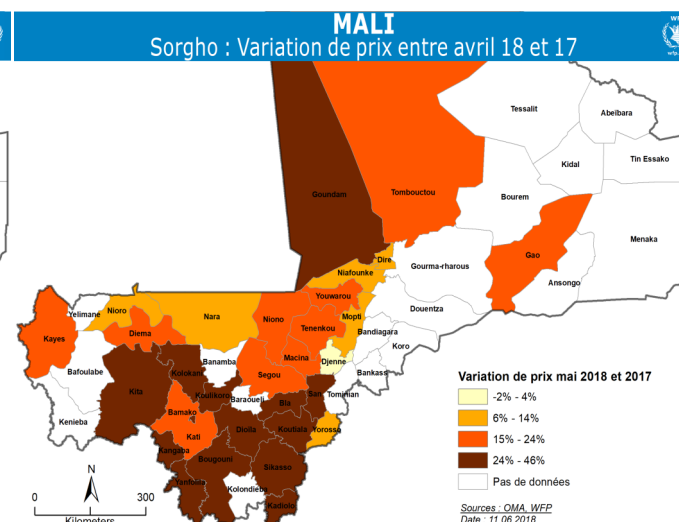 MALI
Sorgho : Variation de prix entre avril 18 et 17
WF
wfp.
Tessalit
Abeibara
Kidal
Tin Essako
Goundam
Tombouctou
Bourem
Menaka
Dire
Gao
Niafounke
Gourma-rharous
Ansongo
Youwarou
Yelimane
Nioro
Nara
Niono
Mopti
Douentza
Kayes
Diema
Tenenkou
Bandiagara
Koro
Banamba
Macina
Djenne
Bafoulabe
Kolokani
Segou
Bankass
Kita
Koulikoro
Baraoueli
Bla
San
Tominian
Bamako
Kenieba
Kati
Dioila
Koutiala
Yorosso
Kangaba
Bougouni
Sikasso
Yanfolila
Kolondieba
Kadiolo
Variation de prix mai 2018 et 2017
-2% - 4%
6% - 14%
15% - 24%
24% - 46%
Pas de données
N
0 300
Kilometers
Sources : OMA, WFP
Date : 11 06 2018